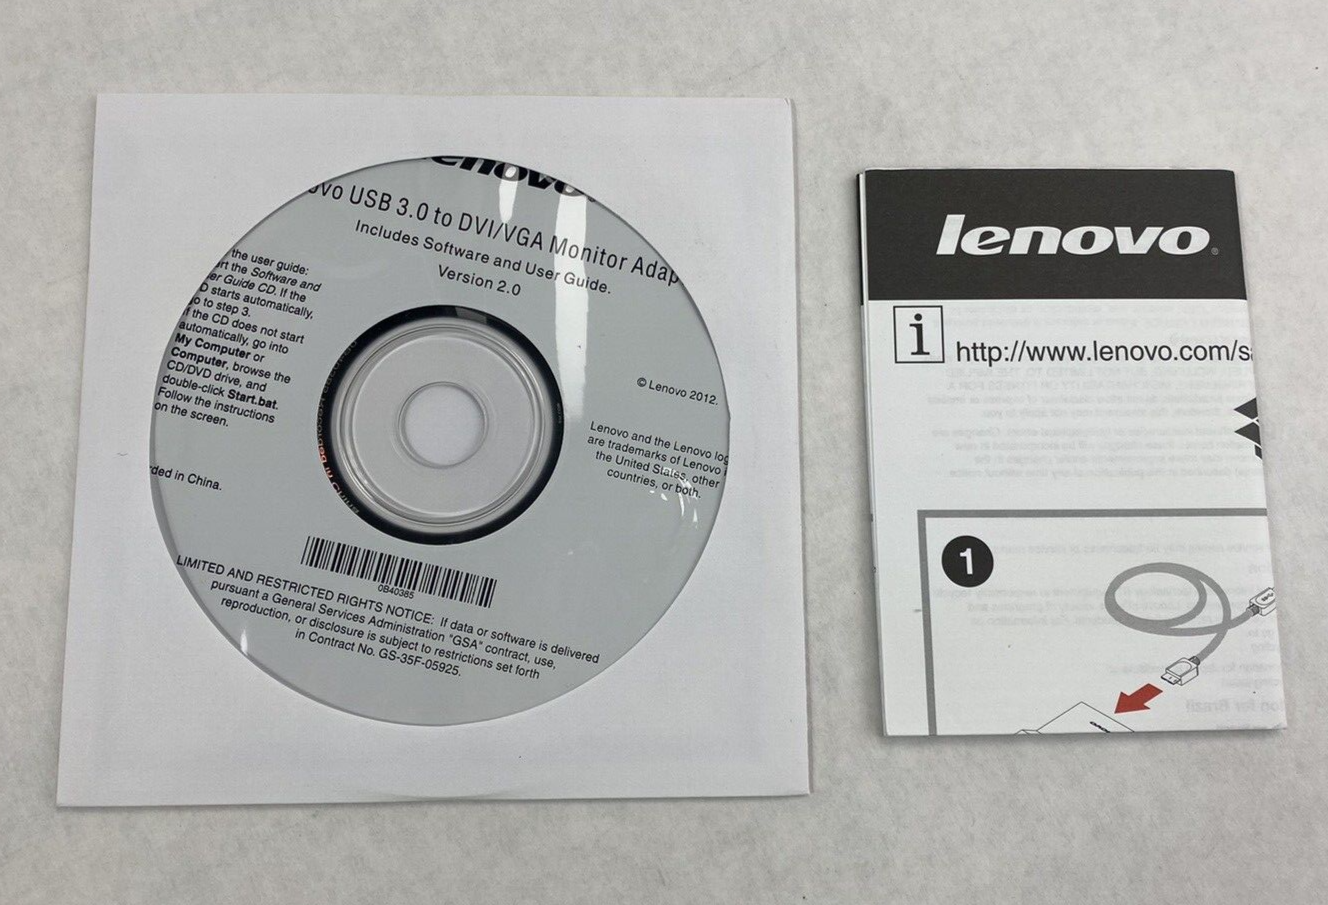 enovo.
ovo USB 3.0 to DVI/VGA Monitor Adap
Includes Software and User Guide.
Version 2.0
the user guide:
rt the Software and
er Guide CD. If the
D starts automatically,
o to step 3.
f the CD does not start
automatically, go into
My Computer or
Computer, browse the
CD/DVD drive, and
double-click Start.bat.
Follow the instructions
on the screen.
rded in China.
© Lenovo 2012.
Lenovo and the Lenovo log
are trademarks of Lenovo i
the United States, other
countries, or both.
0B40385
LIMITED AND RESTRICTED RIGHTS NOTICE: If data or software is delivered
pursuant a General Services Administration "GSA" contract, use,
reproduction, or disclosure is subject to restrictions set forth
in Contract No. GS-35F-05925.
lenovo.
i
http://www.lenovo.com/sa
1